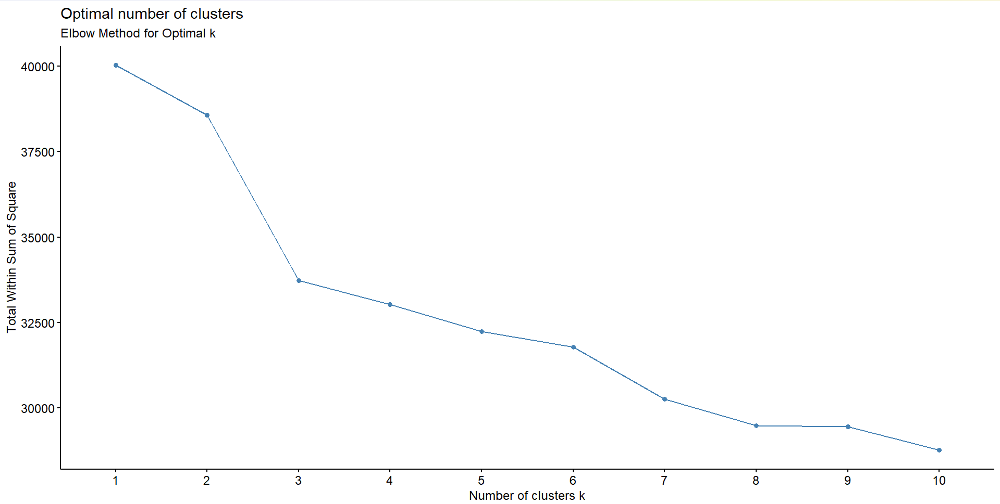 Optimal number of clusters
Elbow Method for Optimal k
Total Within Sum of Square
40000
37500
35000
32500
30000
1 2 3 4 5 6 7 8 9 10
Number of clusters k